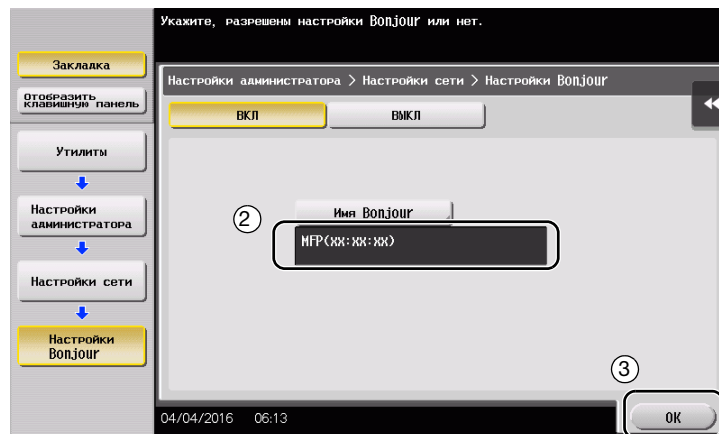 Укажите, разрешены настройки Bonjour или нет.
Закладка
Отобразить
клавишную панель
Утилиты
Настройки
администратора
Настройки сети
Настройки
Bonjour
Настройки администратора > Настройки сети > Настройки Bonjour
ВКЛ
ВЫКЛ
2
Имя Bonjour
MFP(xx:xx:xx)
3
04/04/2016 06:13
OK